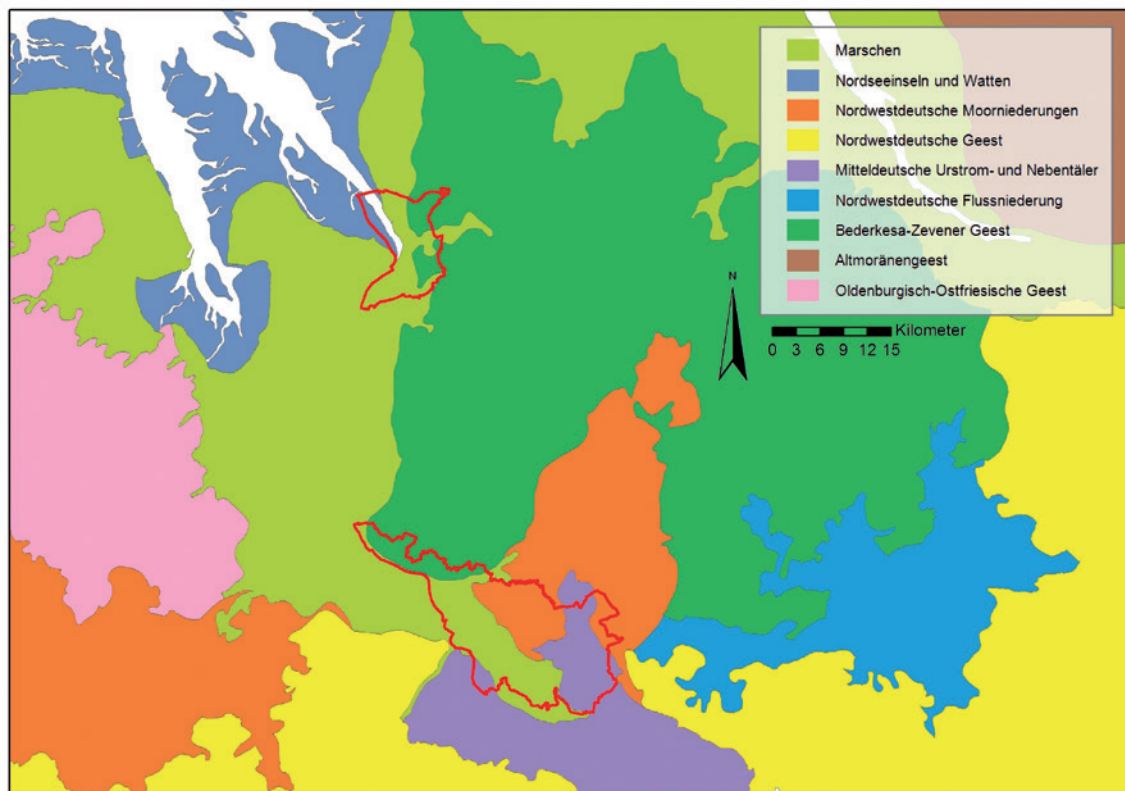 Marschen
Nordseeinseln und Watten
Nordwestdeutsche Moorniederungen
Nordwestdeutsche Geest
Mitteldeutsche Urstrom- und Nebentäler
Nordwestdeutsche Flussniederung
Bederkesa-Zevener Geest
Altmoränengeest
Oldenburgisch-Ostfriesische Geest
N
Kilometer
0 3 6 9 12 15